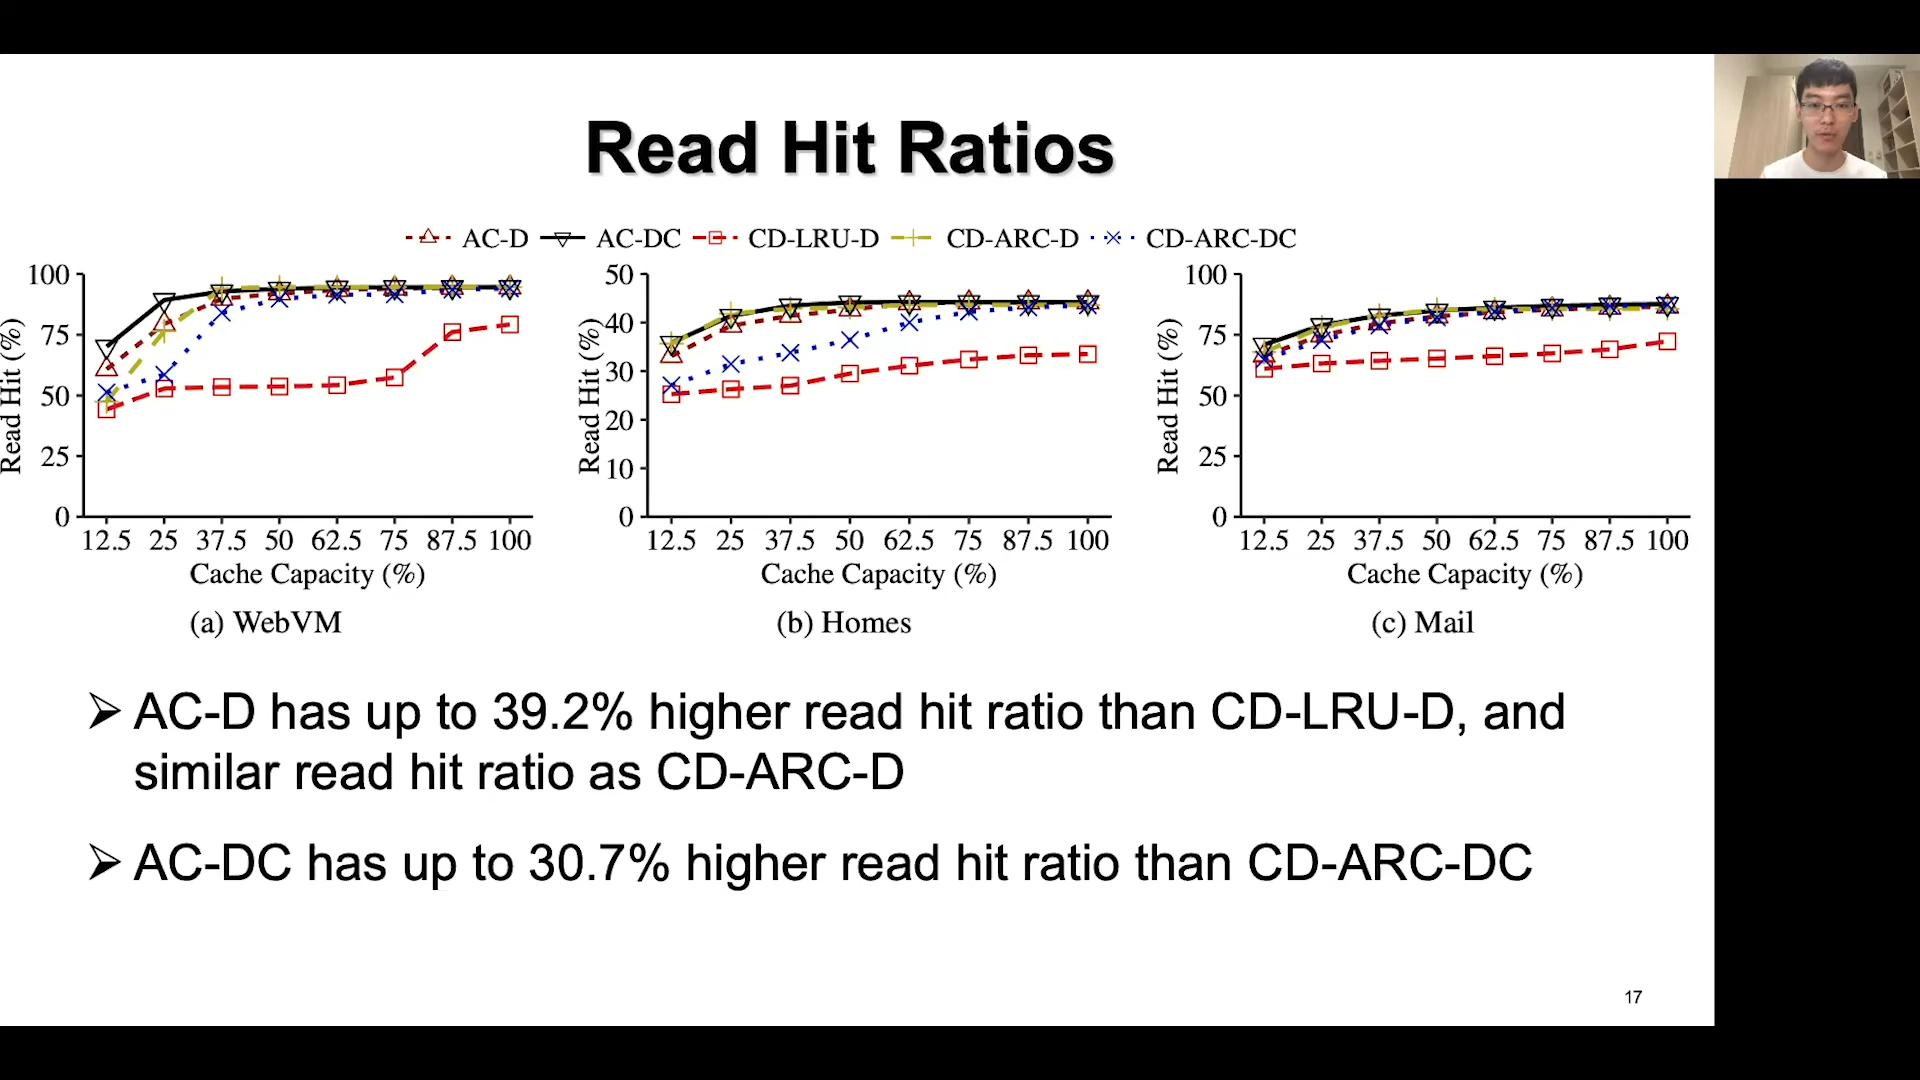 Read Hit Ratios
AC-D AC-DC CD-LRU-D CD-ARC-D CD-ARC-DC
100
75
50
25
0
Read Hit (%)
12.5 25 37.5 50 62.5 75 87.5 100
Cache Capacity (%)
(a) WebVM
50
40
30
20
10
0
Read Hit (%)
12.5 25 37.5 50 62.5 75 87.5 100
Cache Capacity (%)
(b) Homes
100
75
50
25
0
Read Hit (%)
12.5 25 37.5 50 62.5 75 87.5 100
Cache Capacity (%)
(c) Mail
➢ AC-D has up to 39.2% higher read hit ratio than CD-LRU-D, and
similar read hit ratio as CD-ARC-D
➢ AC-DC has up to 30.7% higher read hit ratio than CD-ARC-DC
17